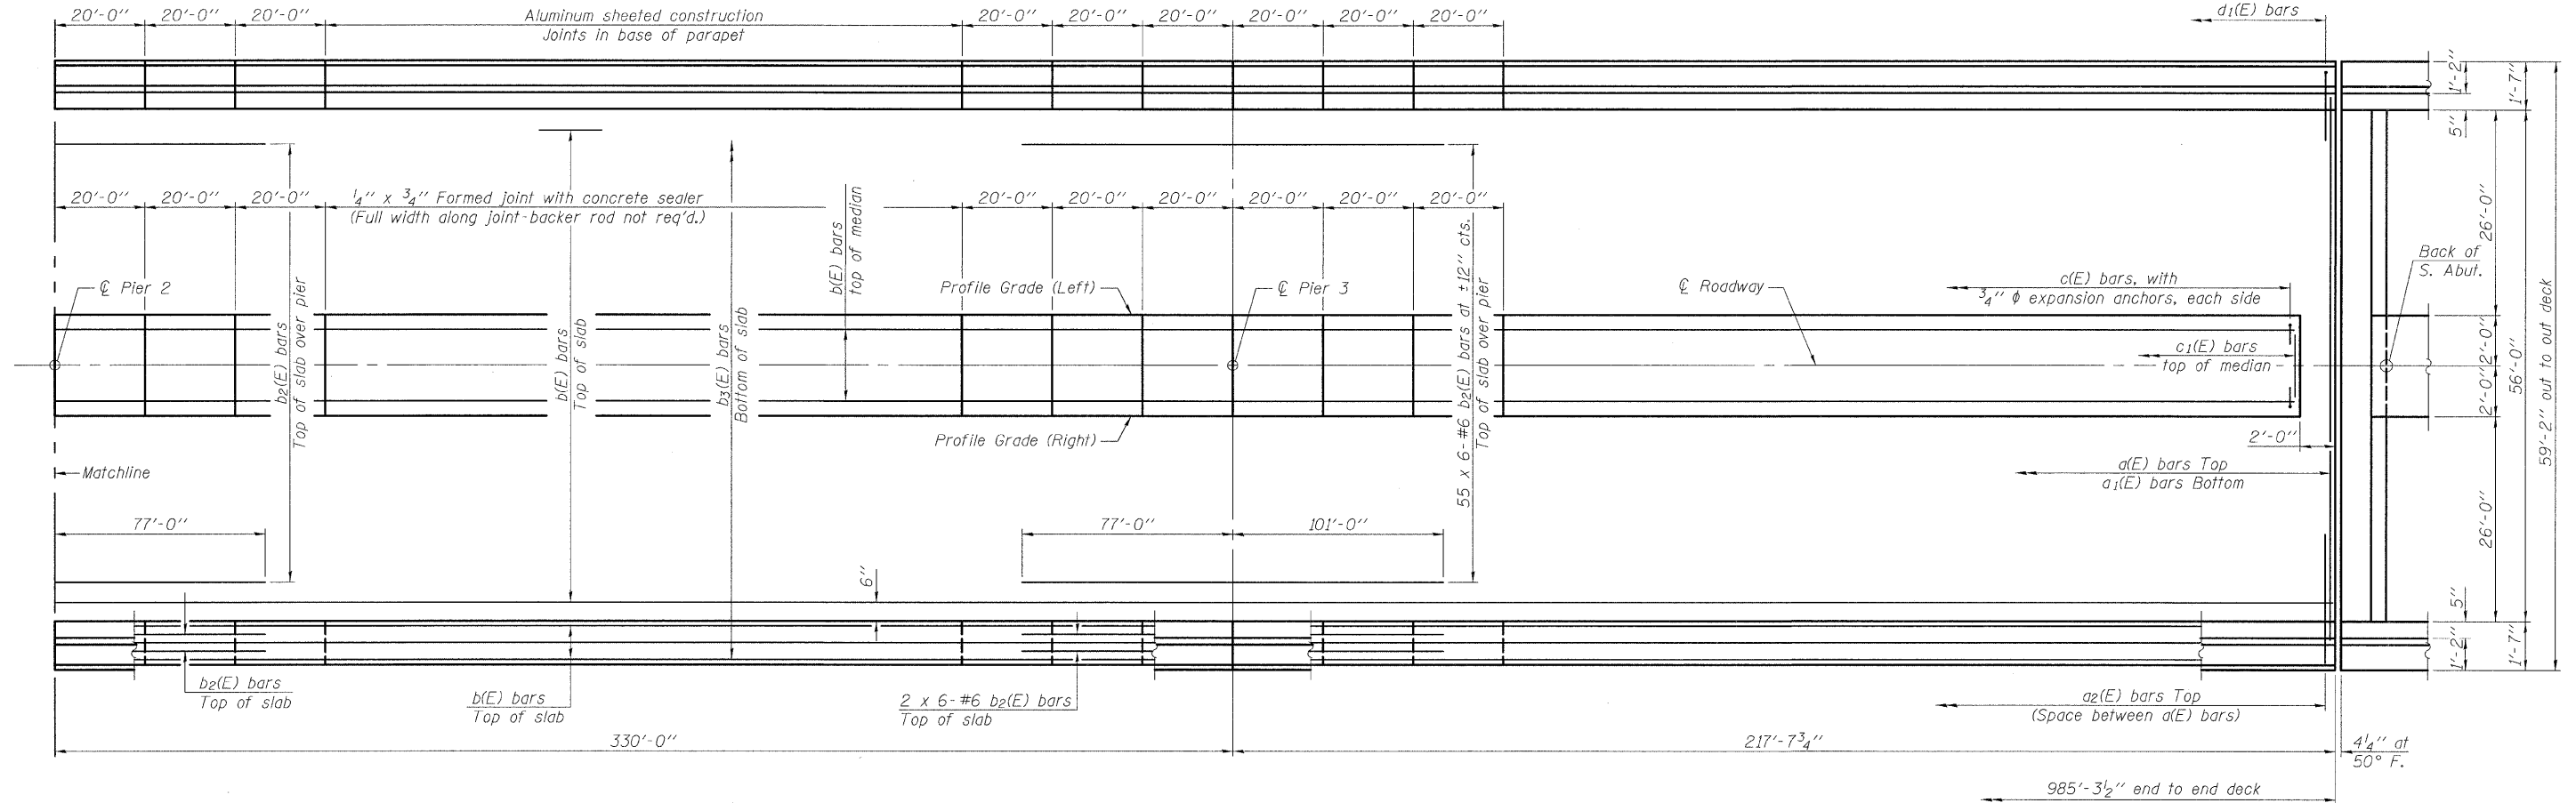 20'-0" 20'-0" 20'-0" Aluminum sheeted construction 20'-0" 20'-0" 20'-0" 20'-0" 20'-0" 20'-0" d1(E) bars
Joints in base of parapet
1'-2"
1'-7"
5"
20'-0" 20'-0" 20'-0" 1/4" x 3/4" Formed joint with concrete sealer 20'-0" 20'-0" 20'-0" 20'-0" 20'-0" 20'-0"
(Full width along joint-backer rod not req'd.)
b(E) bars
top of median
26'-0"
Back of
S. Abut.
℄ Pier 2
Profile Grade (Left)
℄ Pier 3
℄ Roadway
c(E) bars, with
3/4" φ expansion anchors, each side
b2(E) bars
Top of slab over pier
b(E) bars
Top of slab
b3(E) bars
Bottom of slab
55 x 6-#6 b2(E) bars at ±12" cts.
Top of slab over pier
c1(E) bars
top of median
2'-0"
2'-0"
56'-0"
59'-2" out to out deck
Profile Grade (Right)
2'-0"
Matchline
a(E) bars Top
a1(E) bars Bottom
77'-0" 77'-0" 101'-0"
26'-0"
6"
5"
1'-2"
1'-7"
b2(E) bars
Top of slab
b(E) bars
Top of slab
2 x 6-#6 b2(E) bars
Top of slab
a2(E) bars Top
(Space between a(E) bars)
330'-0" 217'-7 3/4" 4 1/4" at
50° F.
985'-3 1/2" end to end deck